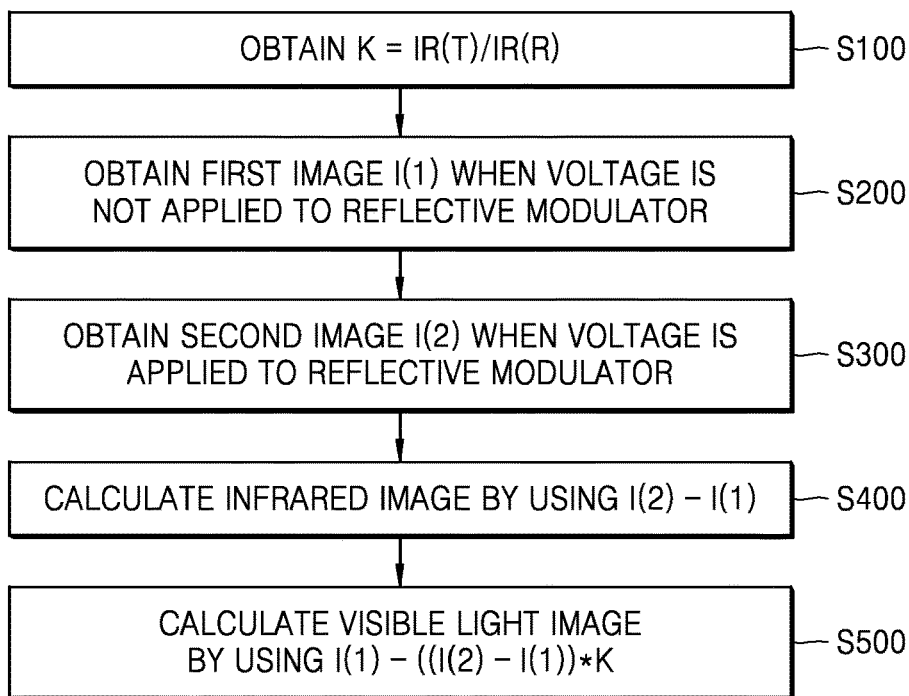 OBTAIN K = IR(T)/IR(R)
S100
OBTAIN FIRST IMAGE I(1) WHEN VOLTAGE IS
NOT APPLIED TO REFLECTIVE MODULATOR
S200
OBTAIN SECOND IMAGE I(2) WHEN VOLTAGE IS
APPLIED TO REFLECTIVE MODULATOR
S300
CALCULATE INFRARED IMAGE BY USING I(2) – I(1)
S400
CALCULATE VISIBLE LIGHT IMAGE
BY USING I(1) – ((I(2) – I(1))*K
S500